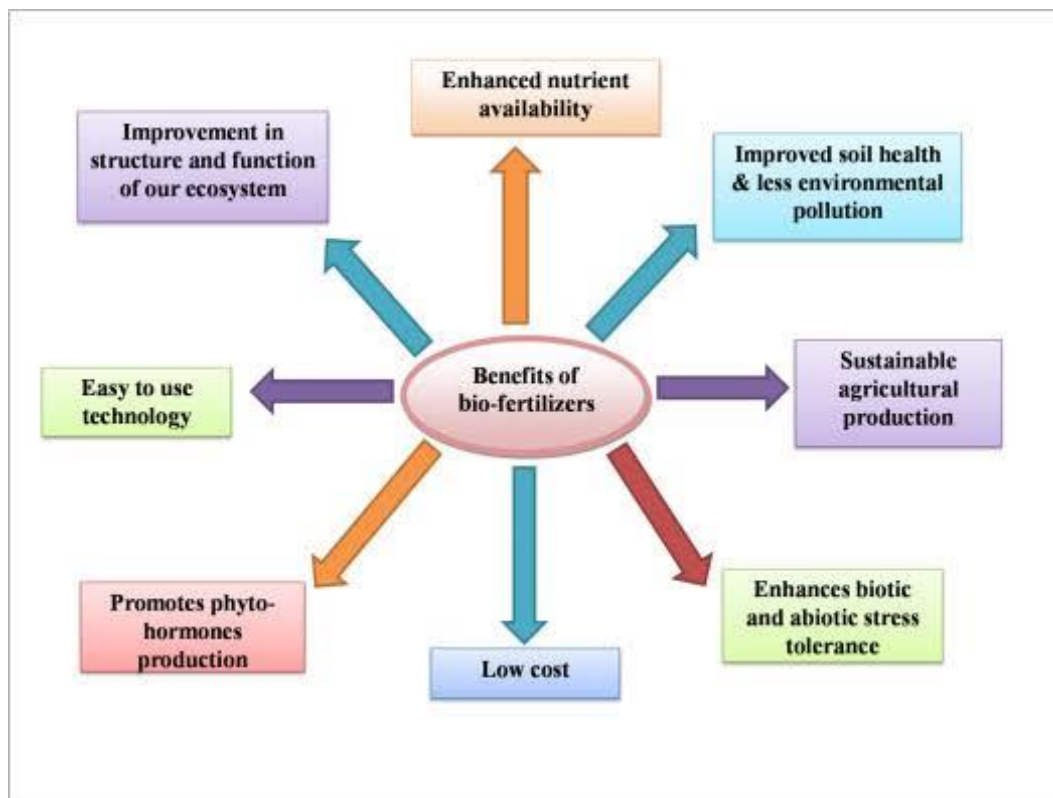 Enhanced nutrient
availability
Improvement in
structure and function
of our ecosystem
Improved soil health
& less environmental
pollution
Benefits of
bio-fertilizers
Easy to use
technology
Sustainable
agricultural
production
Promotes phyto-
hormones
production
Low cost
Enhances biotic
and abiotic stress
tolerance